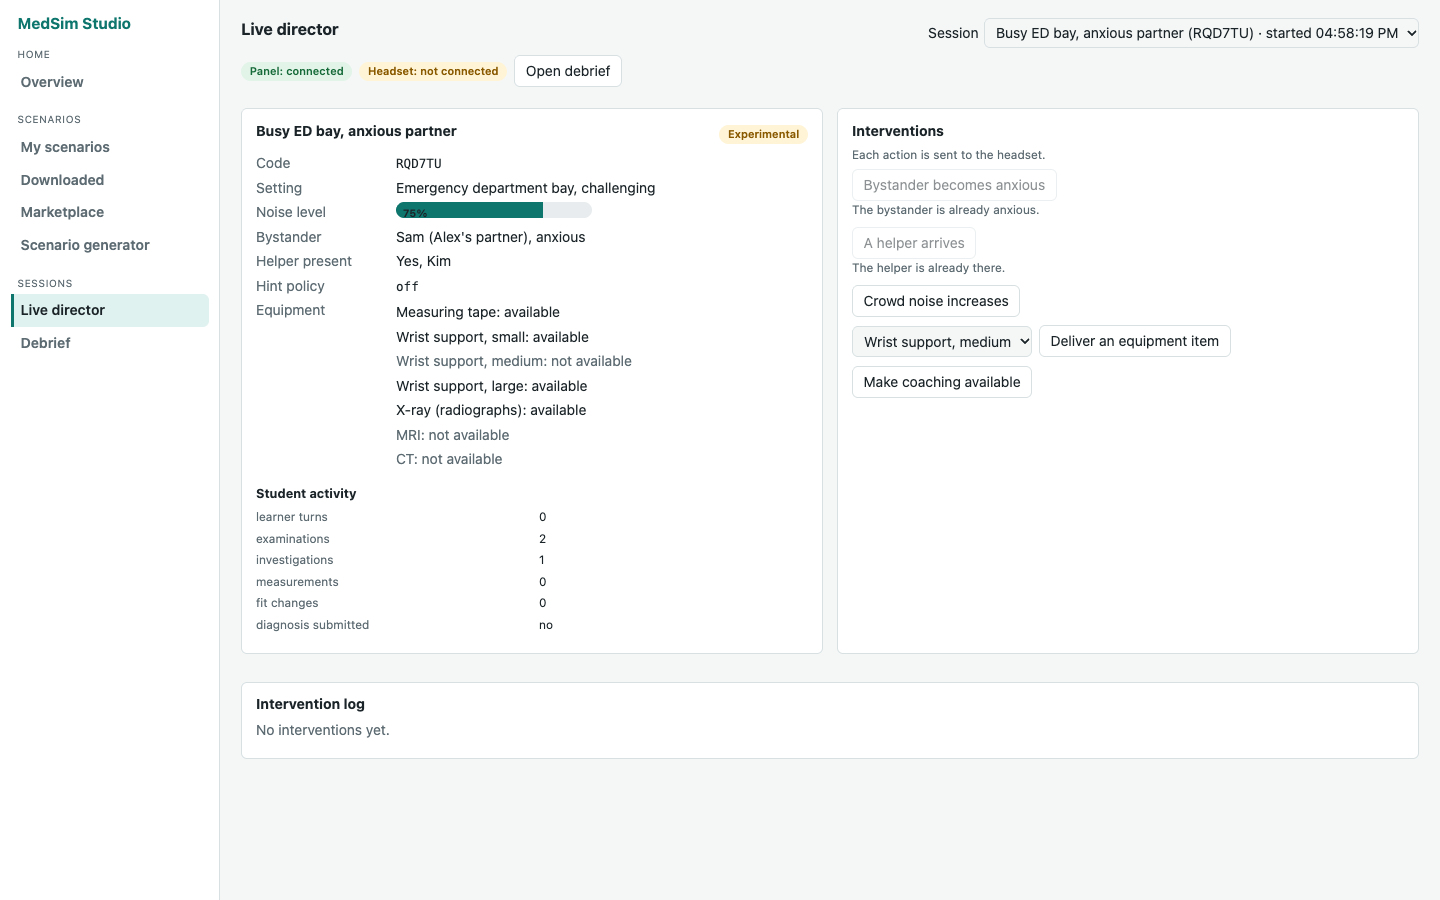 MedSim Studio
HOME
Overview
SCENARIOS
My scenarios
Downloaded
Marketplace
Scenario generator
SESSIONS
Live director
Debrief
Live director
Session Busy ED bay, anxious partner (RQD7TU) · started 04:58:19 PM
Panel: connected Headset: not connected Open debrief
Busy ED bay, anxious partner
Experimental
Code RQD7TU
Setting Emergency department bay, challenging
Noise level 75%
Bystander Sam (Alex's partner), anxious
Helper present Yes, Kim
Hint policy off
Equipment Measuring tape: available
Wrist support, small: available
Wrist support, medium: not available
Wrist support, large: available
X-ray (radiographs): available
MRI: not available
CT: not available
Student activity
learner turns 0
examinations 2
investigations 1
measurements 0
fit changes 0
diagnosis submitted no
Interventions
Each action is sent to the headset.
Bystander becomes anxious
The bystander is already anxious.
A helper arrives
The helper is already there.
Crowd noise increases
Wrist support, medium Deliver an equipment item
Make coaching available
Intervention log
No interventions yet.